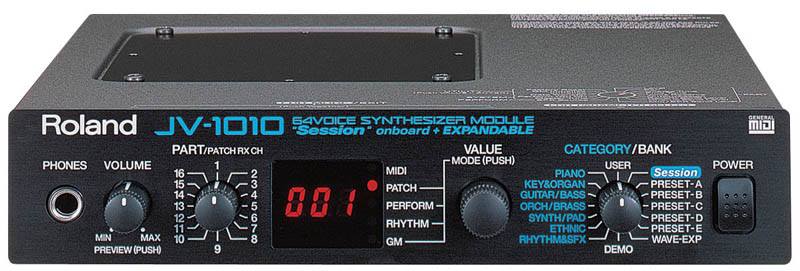 Roland JV-1010 64VOICE SYNTHESIZER MODULE
"Session" onboard + EXPANDABLE
GENERAL
MIDI
PHONES
VOLUME
MIN MAX
PREVIEW (PUSH)
PART/PATCH RX CH
1
16 2
15 3
14 4
13 5
12 6
11 7
10 8
9
001
MIDI
PATCH
PERFORM
RHYTHM
GM
VALUE
MODE (PUSH)
CATEGORY/BANK
USER
PIANO Session
KEY&ORGAN PRESET-A
GUITAR/BASS PRESET-B
ORCH/BRASS PRESET-C
SYNTH/PAD PRESET-D
ETHNIC PRESET-E
RHYTHM&SFX WAVE-EXP
DEMO
POWER